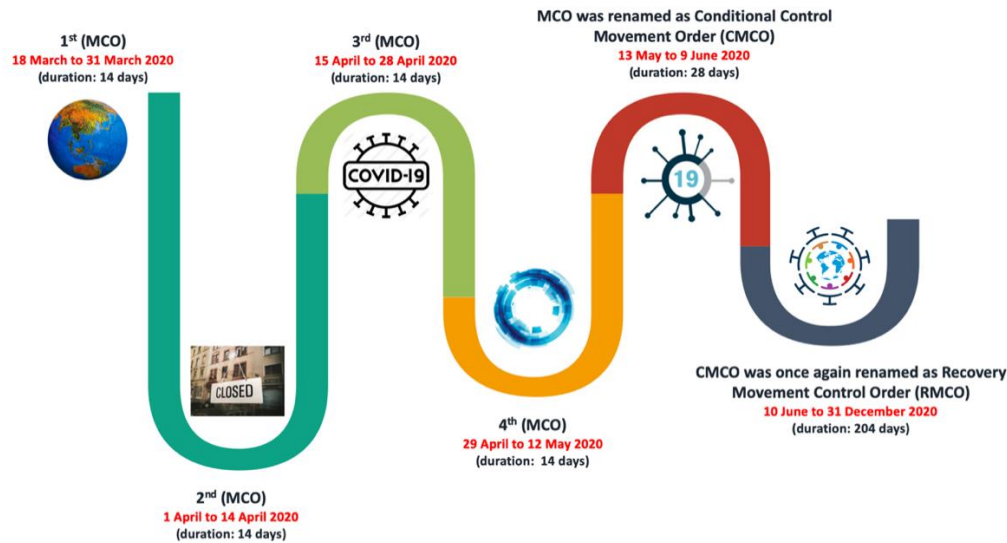 1st (MCO)
18 March to 31 March 2020
(duration: 14 days)
CLOSED
2nd (MCO)
1 April to 14 April 2020
(duration: 14 days)
3rd (MCO)
15 April to 28 April 2020
(duration: 14 days)
COVID-19
4th (MCO)
29 April to 12 May 2020
(duration: 14 days)
MCO was renamed as Conditional Control
Movement Order (CMCO)
13 May to 9 June 2020
(duration: 28 days)
19
CMCO was once again renamed as Recovery
Movement Control Order (RMCO)
10 June to 31 December 2020
(duration: 204 days)